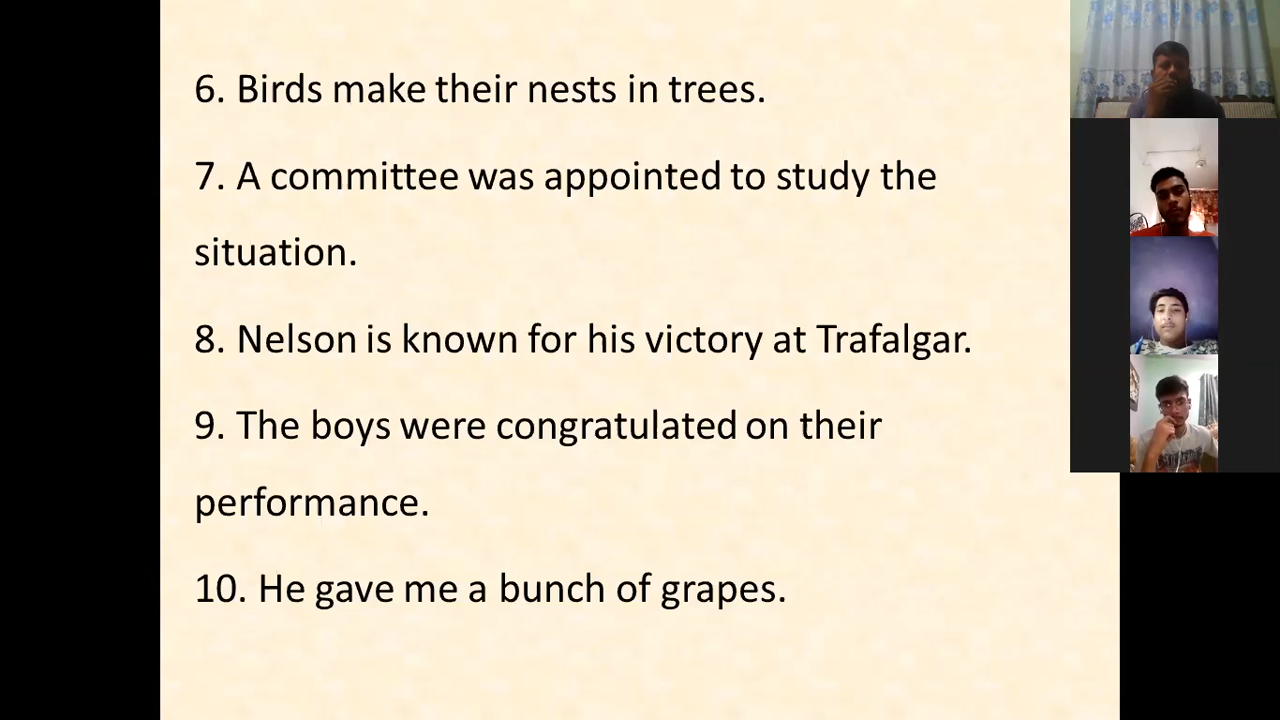 6. Birds make their nests in trees.
7. A committee was appointed to study the
situation.
8. Nelson is known for his victory at Trafalgar.
9. The boys were congratulated on their
performance.
10. He gave me a bunch of grapes.